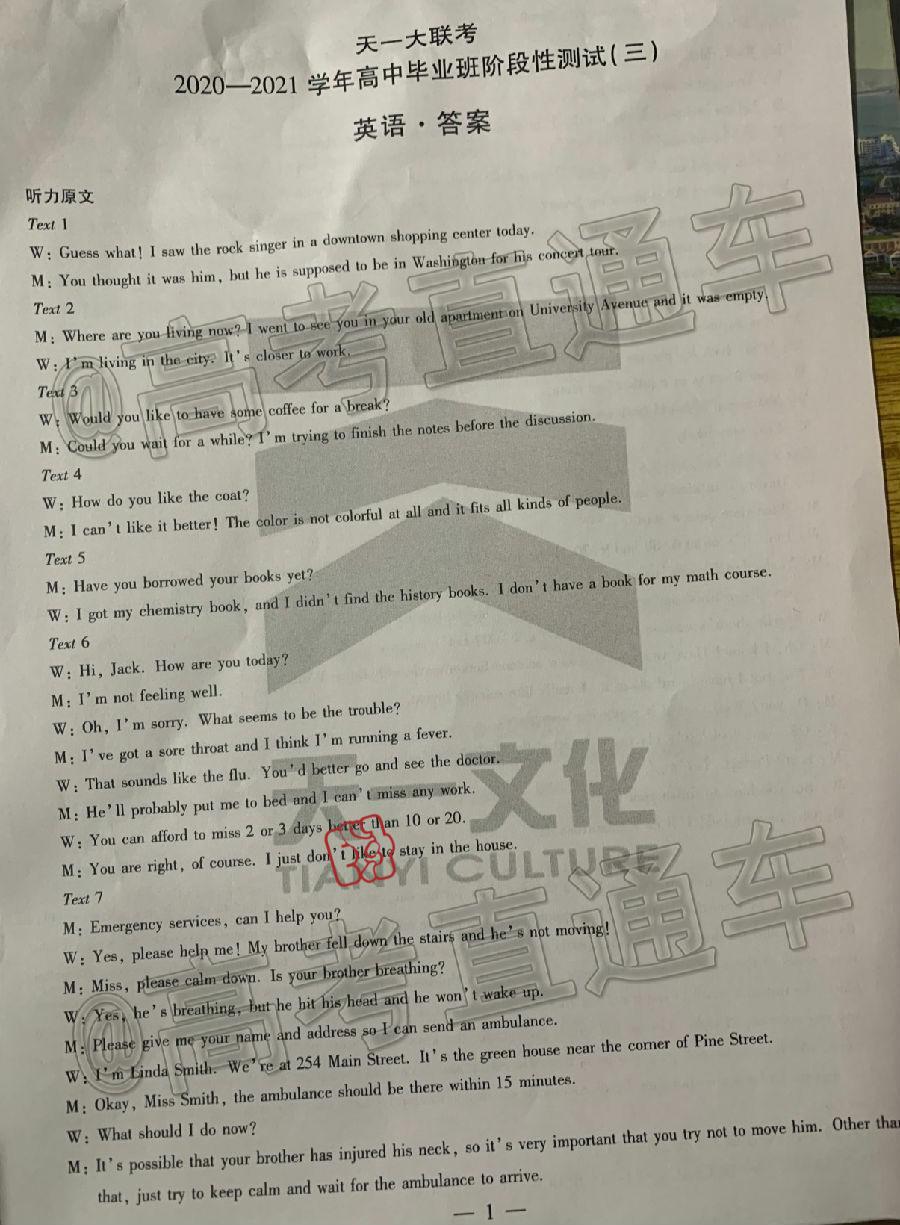 天一大联考
2020—2021 学年高中毕业班阶段性测试(三)
英语·答案
听力原文
Text 1
W: Guess what! I saw the rock singer in a downtown shopping center today.
M: You thought it was him, but he is supposed to be in Washington for his concert tour.
Text 2
M: Where are you living now? I went to see you in your old apartment on University Avenue and it was empty.
W: I'm living in the city. It's closer to work.
Text 3
W: Would you like to have some coffee for a break?
M: Could you wait for a while? I'm trying to finish the notes before the discussion.
Text 4
W: How do you like the coat?
M: I can't like it better! The color is not colorful at all and it fits all kinds of people.
Text 5
M: Have you borrowed your books yet?
W: I got my chemistry book, and I didn't find the history books. I don't have a book for my math course.
Text 6
W: Hi, Jack. How are you today?
M: I'm not feeling well.
W: Oh, I'm sorry. What seems to be the trouble?
M: I've got a sore throat and I think I'm running a fever.
W: That sounds like the flu. You'd better go and see the doctor.
M: He'll probably put me to bed and I can't miss any work.
W: You can afford to miss 2 or 3 days better than 10 or 20.
M: You are right, of course. I just don't like to stay in the house.
Text 7
M: Emergency services, can I help you?
W: Yes, please help me! My brother fell down the stairs and he's not moving!
M: Miss, please calm down. Is your brother breathing?
W: Yes, he's breathing, but he hit his head and he won't wake up.
M: Please give me your name and address so I can send an ambulance.
W: I'm Linda Smith. We're at 254 Main Street. It's the green house near the corner of Pine Street.
M: Okay, Miss Smith, the ambulance should be there within 15 minutes.
W: What should I do now?
M: It's possible that your brother has injured his neck, so it's very important that you try not to move him. Other than
that, just try to keep calm and wait for the ambulance to arrive.
— 1 —
@高考直通车
天一文化
TIANYI CULTURE
@高考直通车